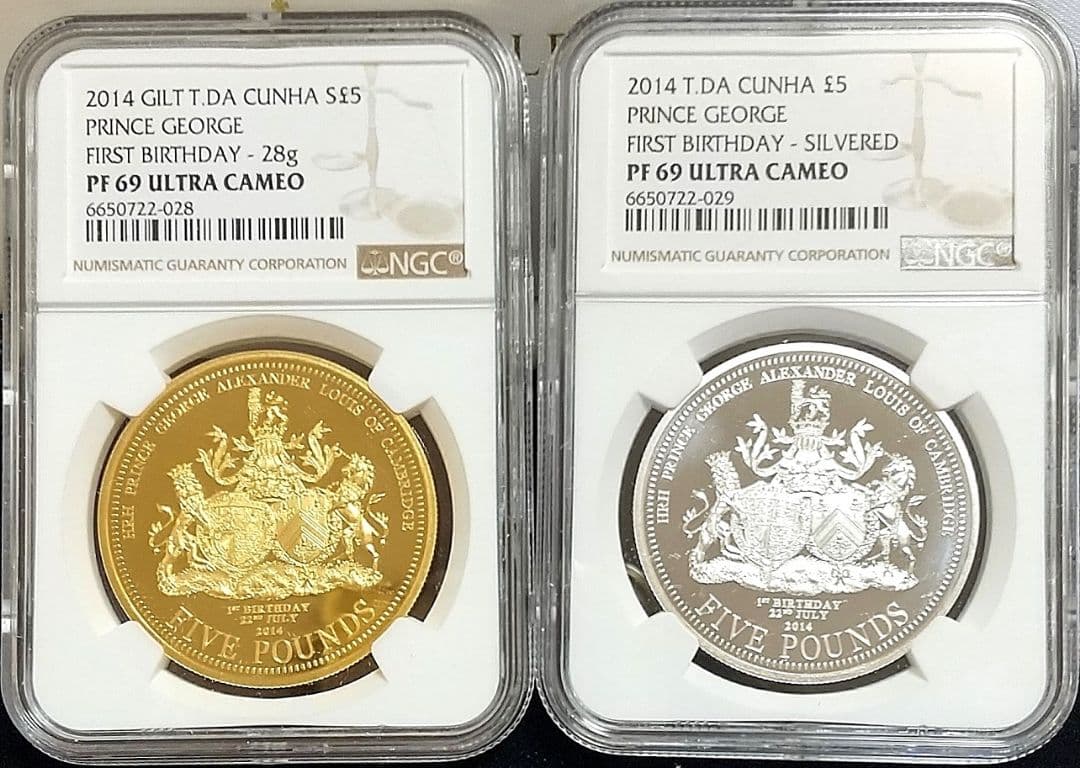 2014 GILT T.DA CUNHA S£5
PRINCE GEORGE
FIRST BIRTHDAY - 28g
PF 69 ULTRA CAMEO
6650722-028
NUMISMATIC GUARANTY CORPORATION
NGC®
HRH PRINCE GEORGE ALEXANDER LOUIS OF CAMBRIDGE
1ST BIRTHDAY
22ND JULY
2014
FIVE POUNDS
2014 T.DA CUNHA £5
PRINCE GEORGE
FIRST BIRTHDAY - SILVERED
PF 69 ULTRA CAMEO
6650722-029
NUMISMATIC GUARANTY CORPORATION
NGC®
HRH PRINCE GEORGE ALEXANDER LOUIS OF CAMBRIDGE
1ST BIRTHDAY
22ND JULY
2014
FIVE POUNDS